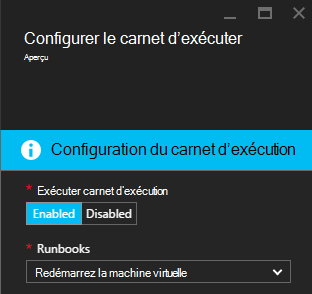 Configurer le carnet d'exécuter
Aperçu
Configuration du carnet d'exécution
* Exécuter carnet d'exécution
Enabled Disabled
* Runbooks
Redémarrez la machine virtuelle